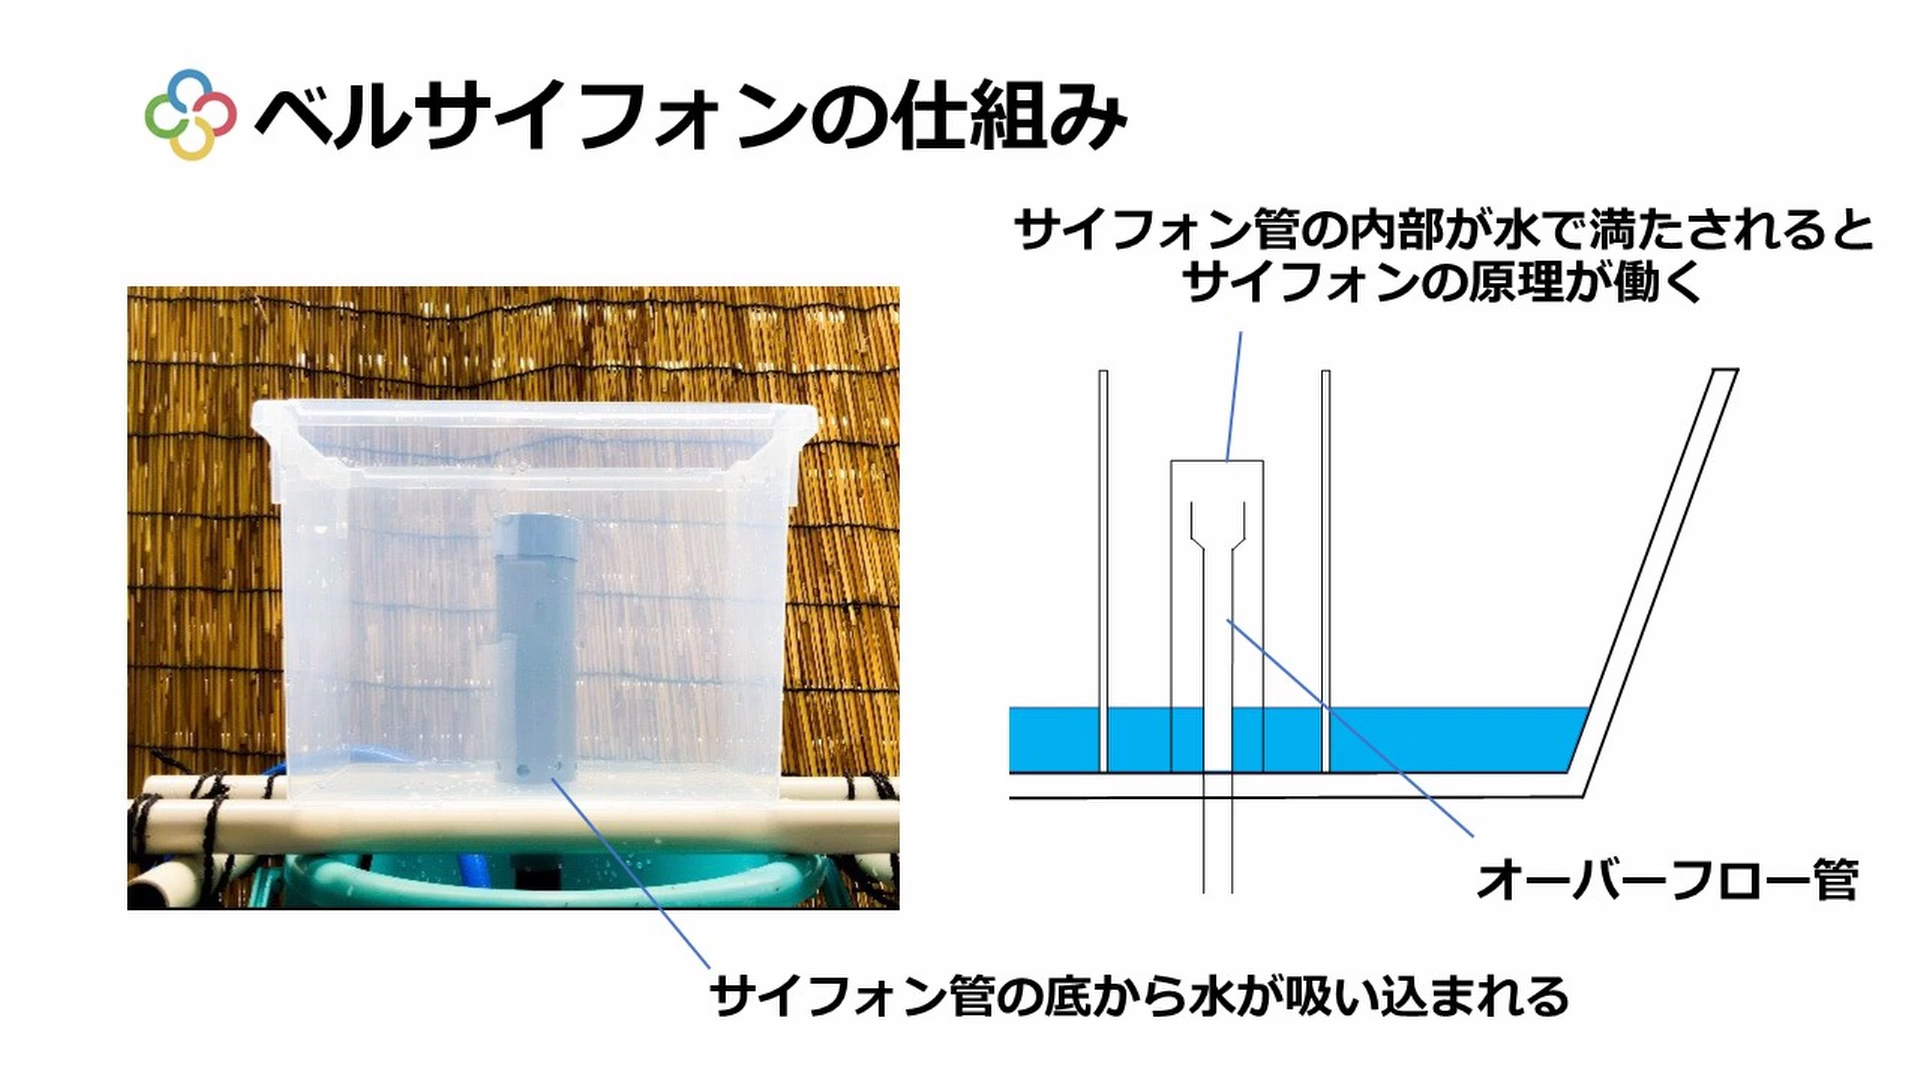 ベルサイフォンの仕組み
サイフォン管の内部が水で満たされると
サイフォンの原理が働く
オーバーフロー管
サイフォン管の底から水が吸い込まれる